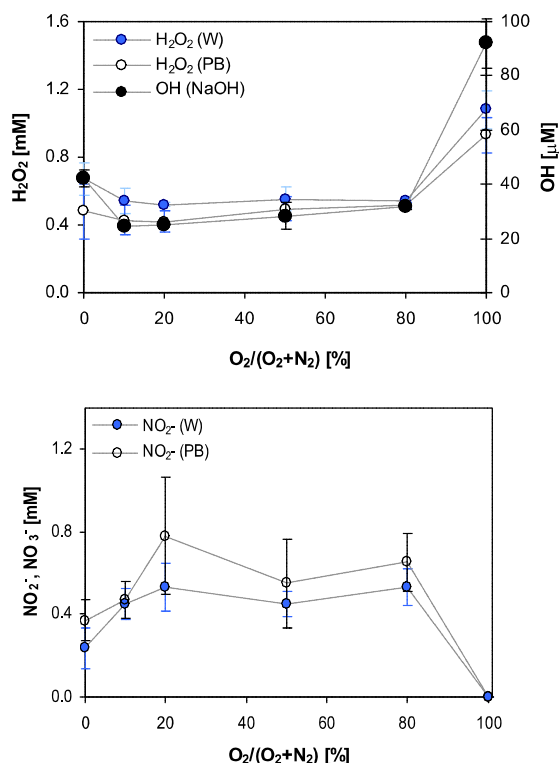 1.6
1.2
0.8
0.4
0.0
H₂O₂ [mM]
H₂O₂ (W)
H₂O₂ (PB)
OH (NaOH)
100
80
60
40
20
0
OH [µM]
0 20 40 60 80 100
O₂/(O₂+N₂) [%]
1.2
0.8
0.4
0.0
NO₂⁻, NO₃⁻ [mM]
NO₂- (W)
NO₂- (PB)
0 20 40 60 80 100
O₂/(O₂+N₂) [%]